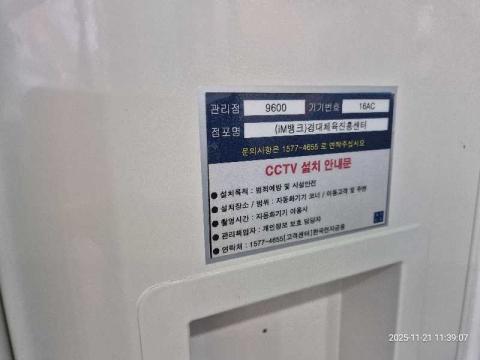 관리점 9600 기기번호 16AC
점포명 (iM뱅크)경대체육진흥센터
문의사항은 1577-4655 로 연락주십시오
CCTV 설치 안내문
● 설치목적 : 범죄예방 및 시설안전
● 설치장소 / 범위 : 자동화기기 코너 / 이동고객 및 주변
● 촬영시간 : 자동화기기 이용시
● 관리책임자 : 개인정보 보호 담당자
● 연락처 : 1577-4655[고객센터]한국전자금융
2025-11-21 11:39:07